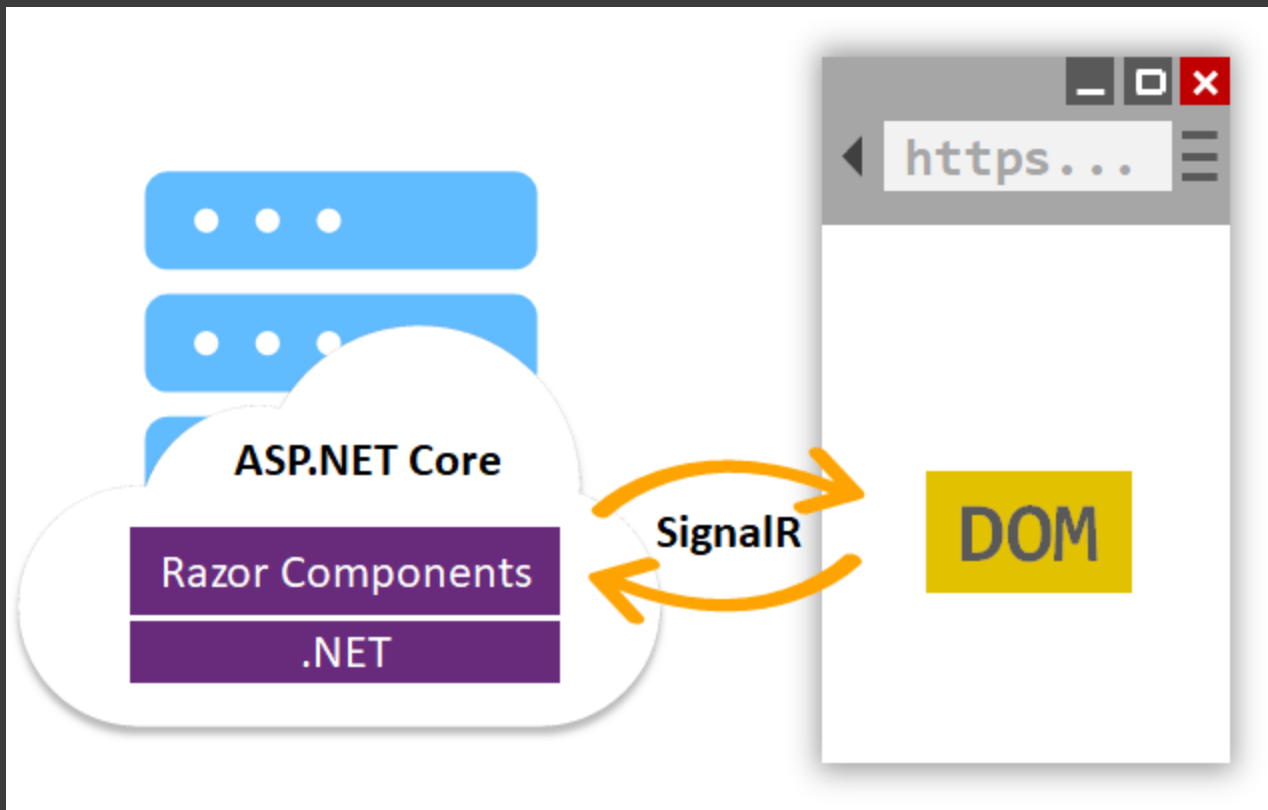 https...
ASP.NET Core
SignalR
DOM
Razor Components
.NET